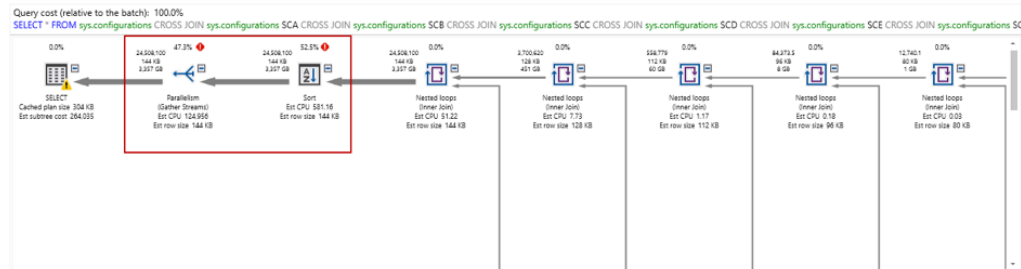 Query cost (relative to the batch): 100.0%
SELECT * FROM sys.configurations CROSS JOIN sys.configurations SCA CROSS JOIN sys.configurations SCB CROSS JOIN sys.configurations SCC CROSS JOIN sys.configurations SCD CROSS JOIN sys.configurations SCE CROSS JOIN sys.configurations SC
0.0%
SELECT
Cached plan size 304 KB
Est subtree cost 264,035
24,508,100 47.3%
144 KB
3,357 GB
Parallelism
(Gather Streams)
Est CPU 124,956
Est row size 144 KB
24,508,100 52.5%
144 KB
3,357 GB
Sort
Est CPU 581.16
Est row size 144 KB
24,508,100 0.0%
144 KB
3,357 GB
Nested loops
(Inner Join)
Est CPU 51.22
Est row size 144 KB
3,700,620 0.0%
128 KB
451 GB
Nested loops
(Inner Join)
Est CPU 7.73
Est row size 128 KB
558,779 0.0%
112 KB
60 GB
Nested loops
(Inner Join)
Est CPU 1.17
Est row size 112 KB
84,373.5 0.0%
96 KB
8 GB
Nested loops
(Inner Join)
Est CPU 0.18
Est row size 96 KB
12,740.1 0.0%
80 KB
1 GB
Nested loops
(Inner Join)
Est CPU 0.03
Est row size 80 KB